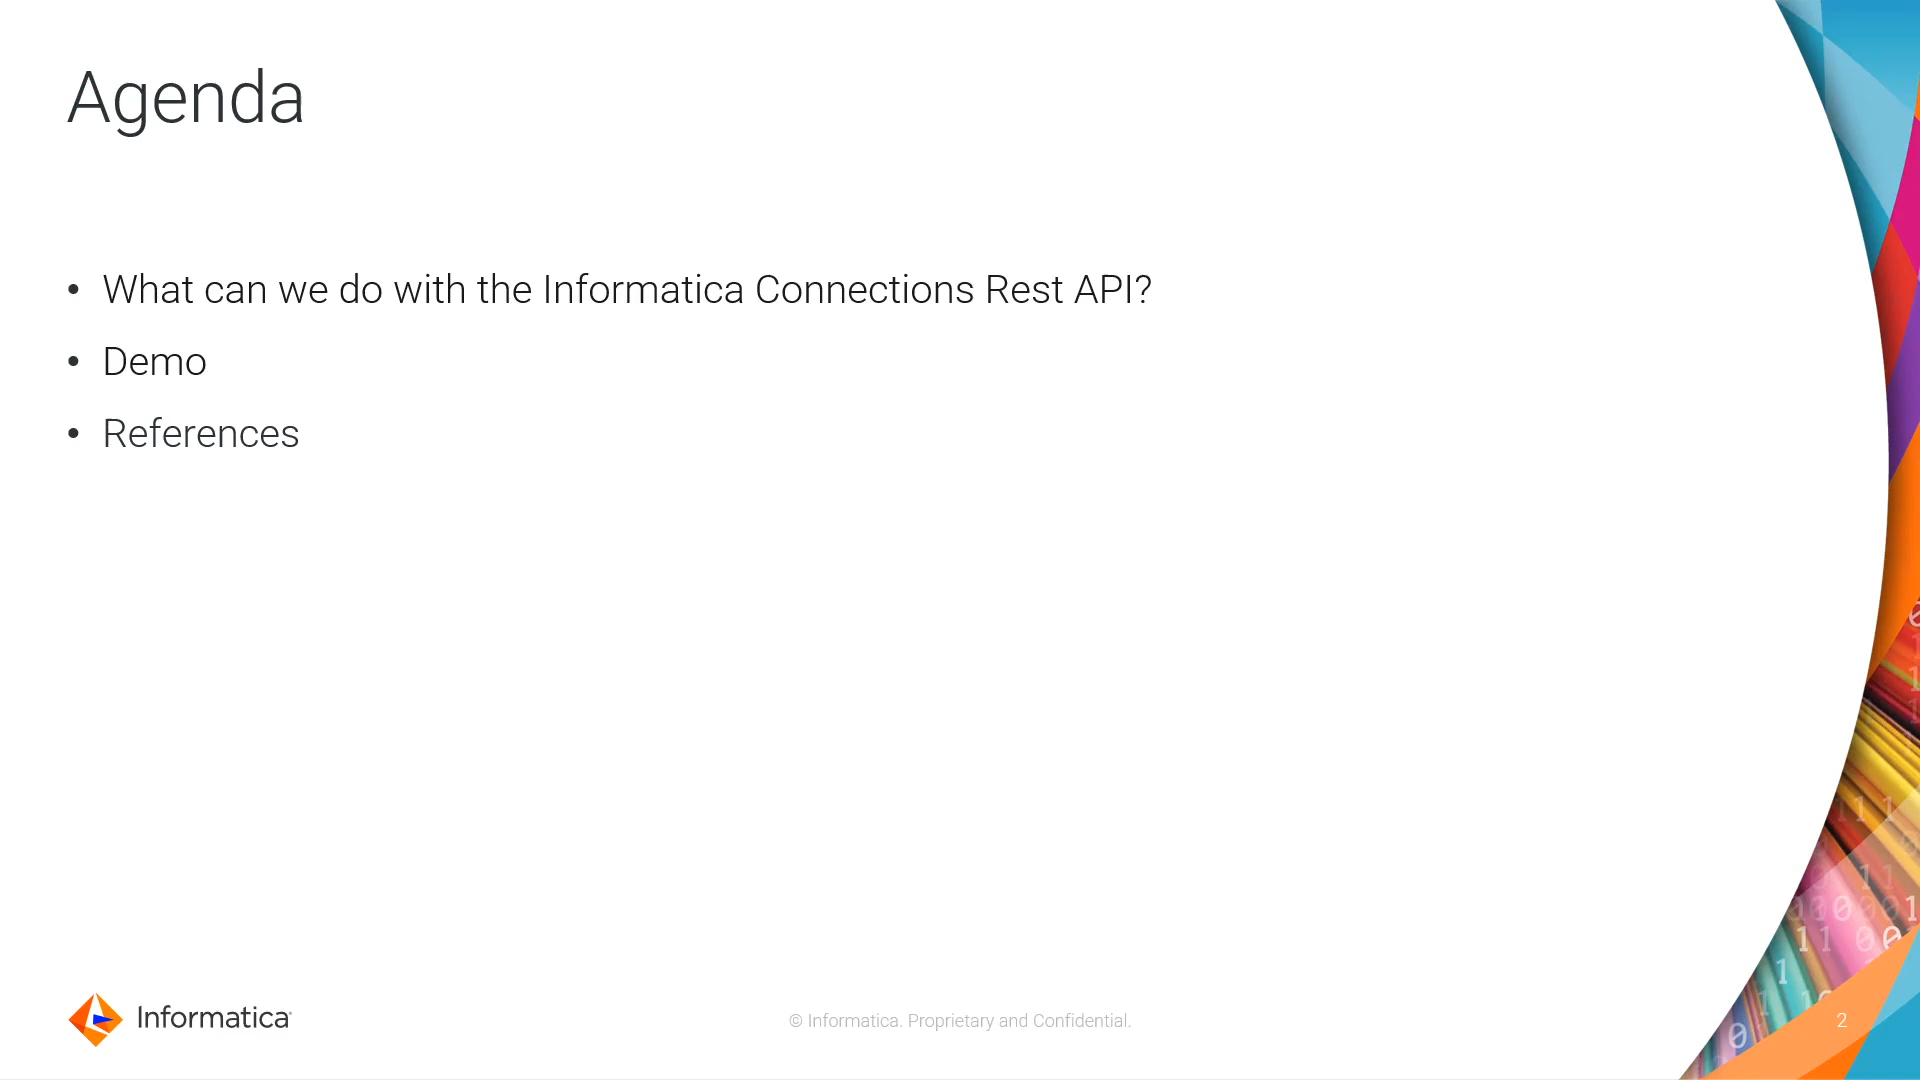 Agenda
• What can we do with the Informatica Connections Rest API?
• Demo
• References
Informatica
© Informatica. Proprietary and Confidential.
2